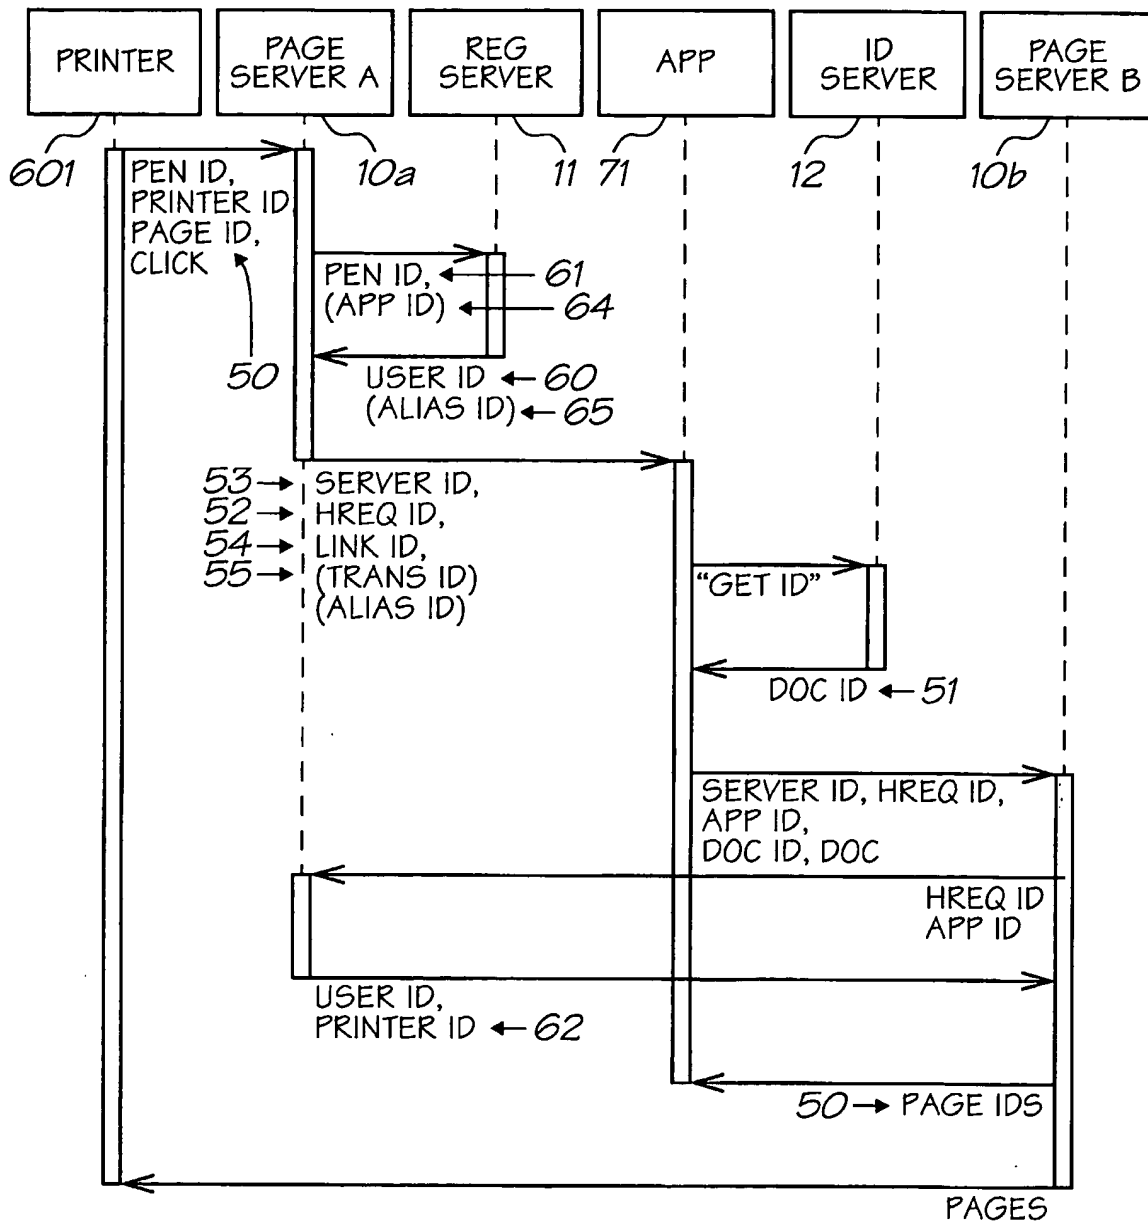 PRINTER
PAGE
SERVER A
REG
SERVER
APP
ID
SERVER
PAGE
SERVER B
601
10a
11
71
12
10b
PEN ID,
PRINTER ID
PAGE ID,
CLICK
50
PEN ID,
61
(APP ID)
64
USER ID
60
(ALIAS ID)
65
53
SERVER ID,
52
HREQ ID,
54
LINK ID,
55
(TRANS ID)
(ALIAS ID)
"GET ID"
DOC ID
51
SERVER ID, HREQ ID,
APP ID,
DOC ID, DOC
HREQ ID
APP ID
USER ID,
PRINTER ID
62
50
PAGE IDS
PAGES